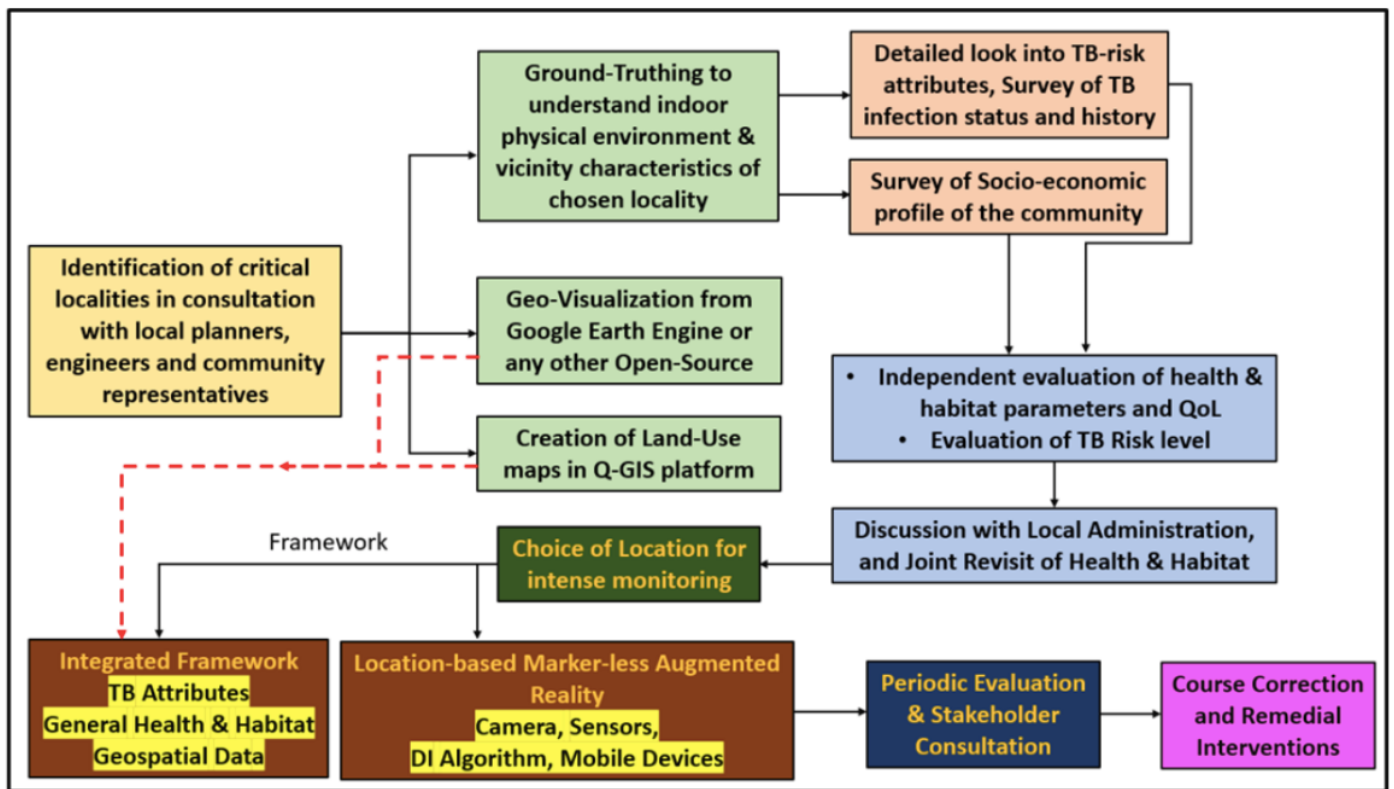 Identification of critical
localities in consultation
with local planners,
engineers and community
representatives
Ground-Truthing to
understand indoor
physical environment &
vicinity characteristics of
chosen locality
Geo-Visualization from
Google Earth Engine or
any other Open-Source
Creation of Land-Use
maps in Q-GIS platform
Detailed look into TB-risk
attributes, Survey of TB
infection status and history
Survey of Socio-economic
profile of the community
• Independent evaluation of health &
habitat parameters and QoL
• Evaluation of TB Risk level
Discussion with Local Administration,
and Joint Revisit of Health & Habitat
Choice of Location for
intense monitoring
Framework
Integrated Framework
TB Attributes
General Health & Habitat
Geospatial Data
Location-based Marker-less Augmented
Reality
Camera, Sensors,
DI Algorithm, Mobile Devices
Periodic Evaluation
& Stakeholder
Consultation
Course Correction
and Remedial
Interventions